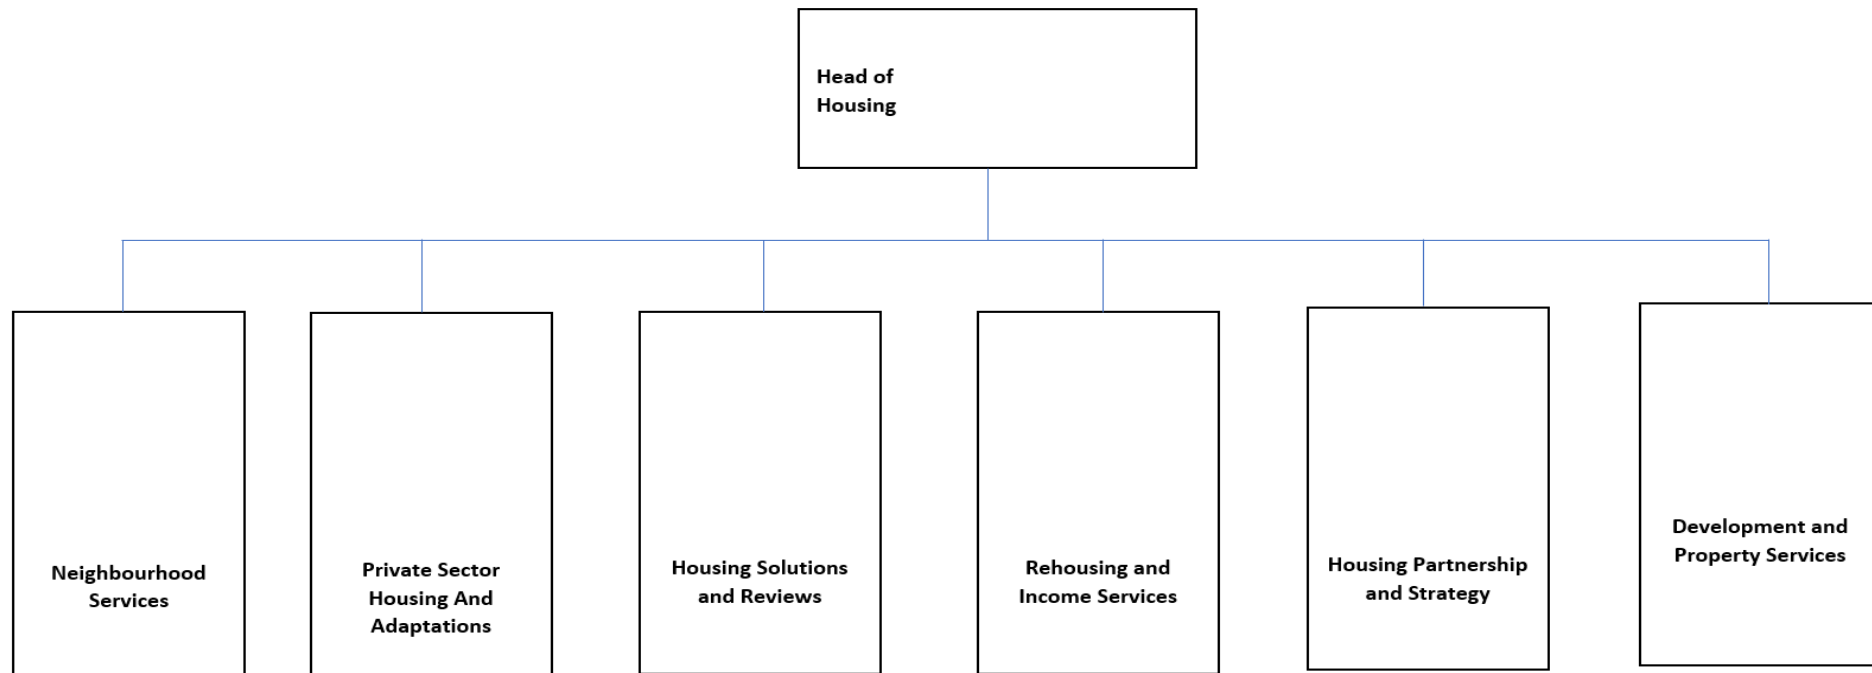 Head of
Housing
Neighbourhood
Services
Private Sector
Housing And
Adaptations
Housing Solutions
and Reviews
Rehousing and
Income Services
Housing Partnership
and Strategy
Development and
Property Services